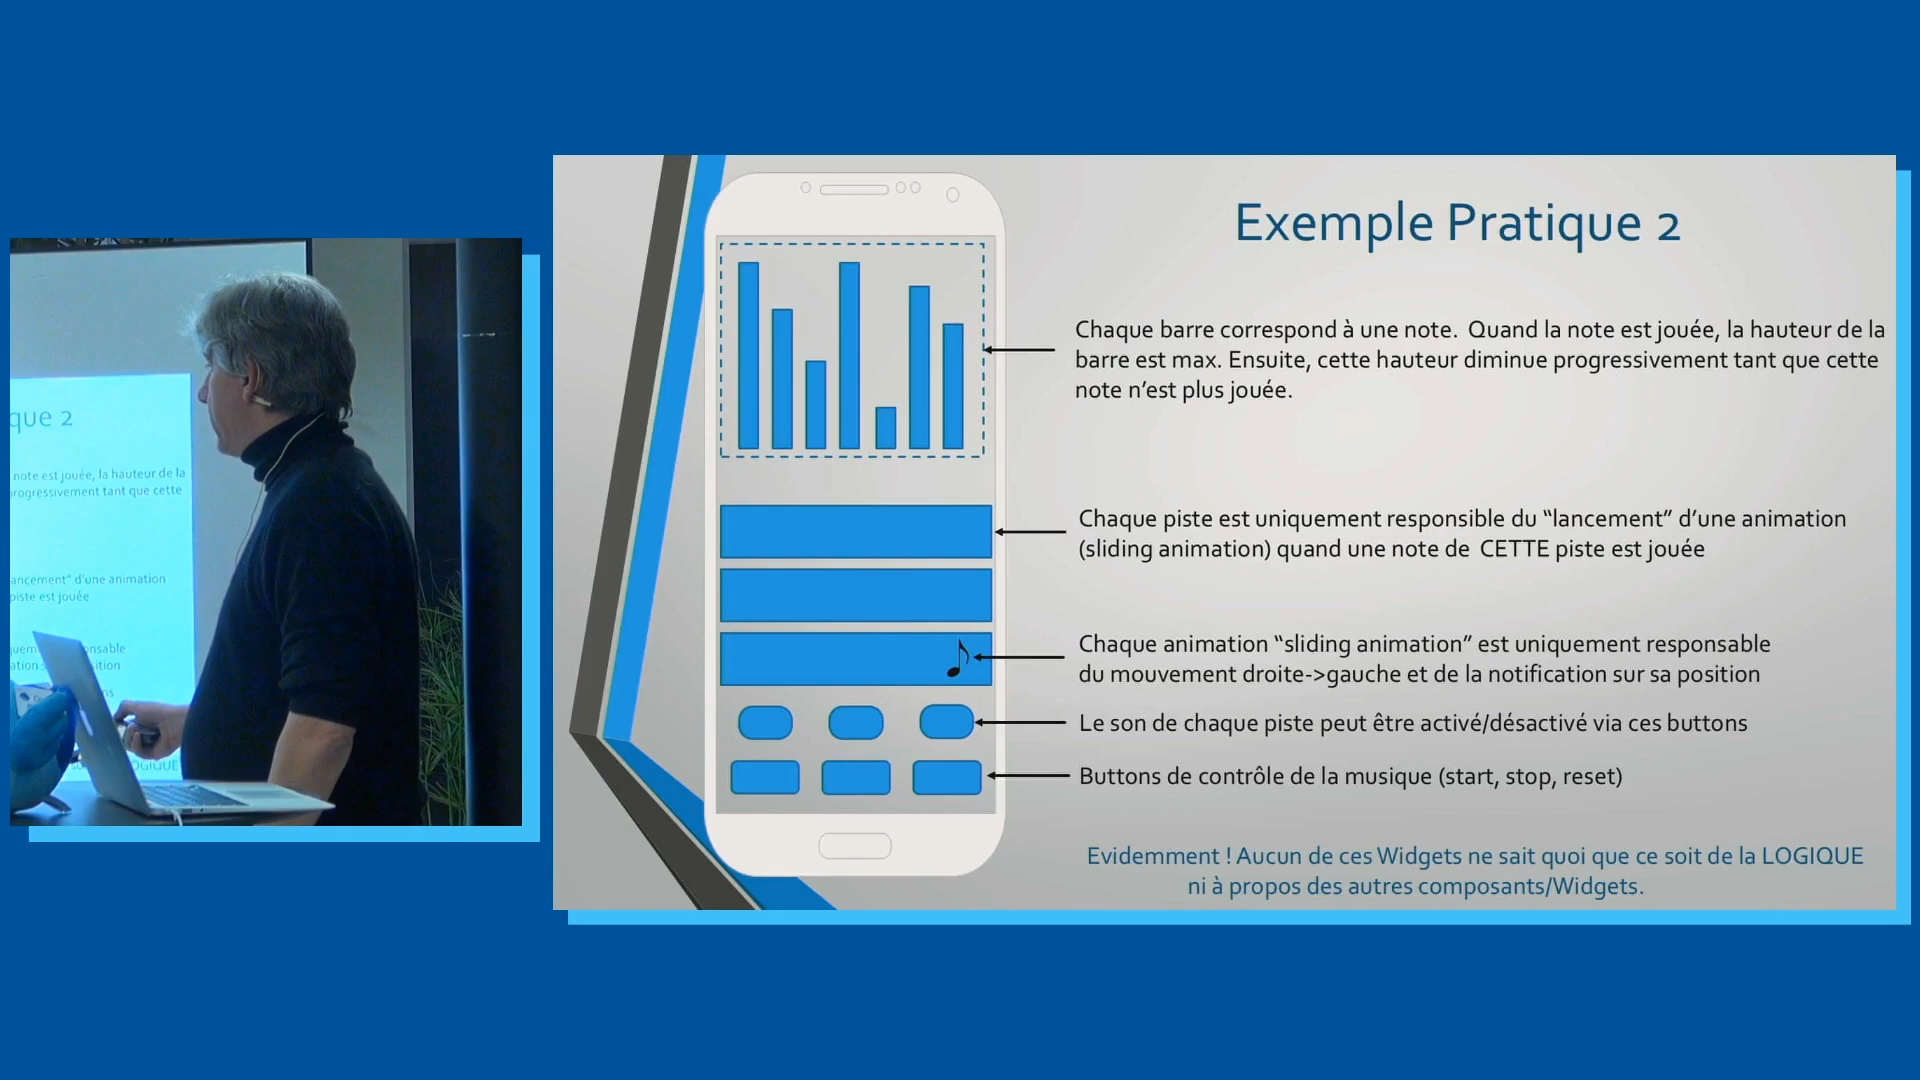 Exemple Pratique 2
Chaque barre correspond à une note. Quand la note est jouée, la hauteur de la
barre est max. Ensuite, cette hauteur diminue progressivement tant que cette
note n’est plus jouée.
Chaque piste est uniquement responsible du “lancement” d’une animation
(sliding animation) quand une note de CETTE piste est jouée
Chaque animation “sliding animation” est uniquement responsable
du mouvement droite->gauche et de la notification sur sa position
Le son de chaque piste peut être activé/désactivé via ces buttons
Buttons de contrôle de la musique (start, stop, reset)
Evidemment ! Aucun de ces Widgets ne sait quoi que ce soit de la LOGIQUE
ni à propos des autres composants/Widgets.
que 2
note est jouée, la hauteur de la
rogressivement tant que cette
ancement” d’une animation
piste est jouée